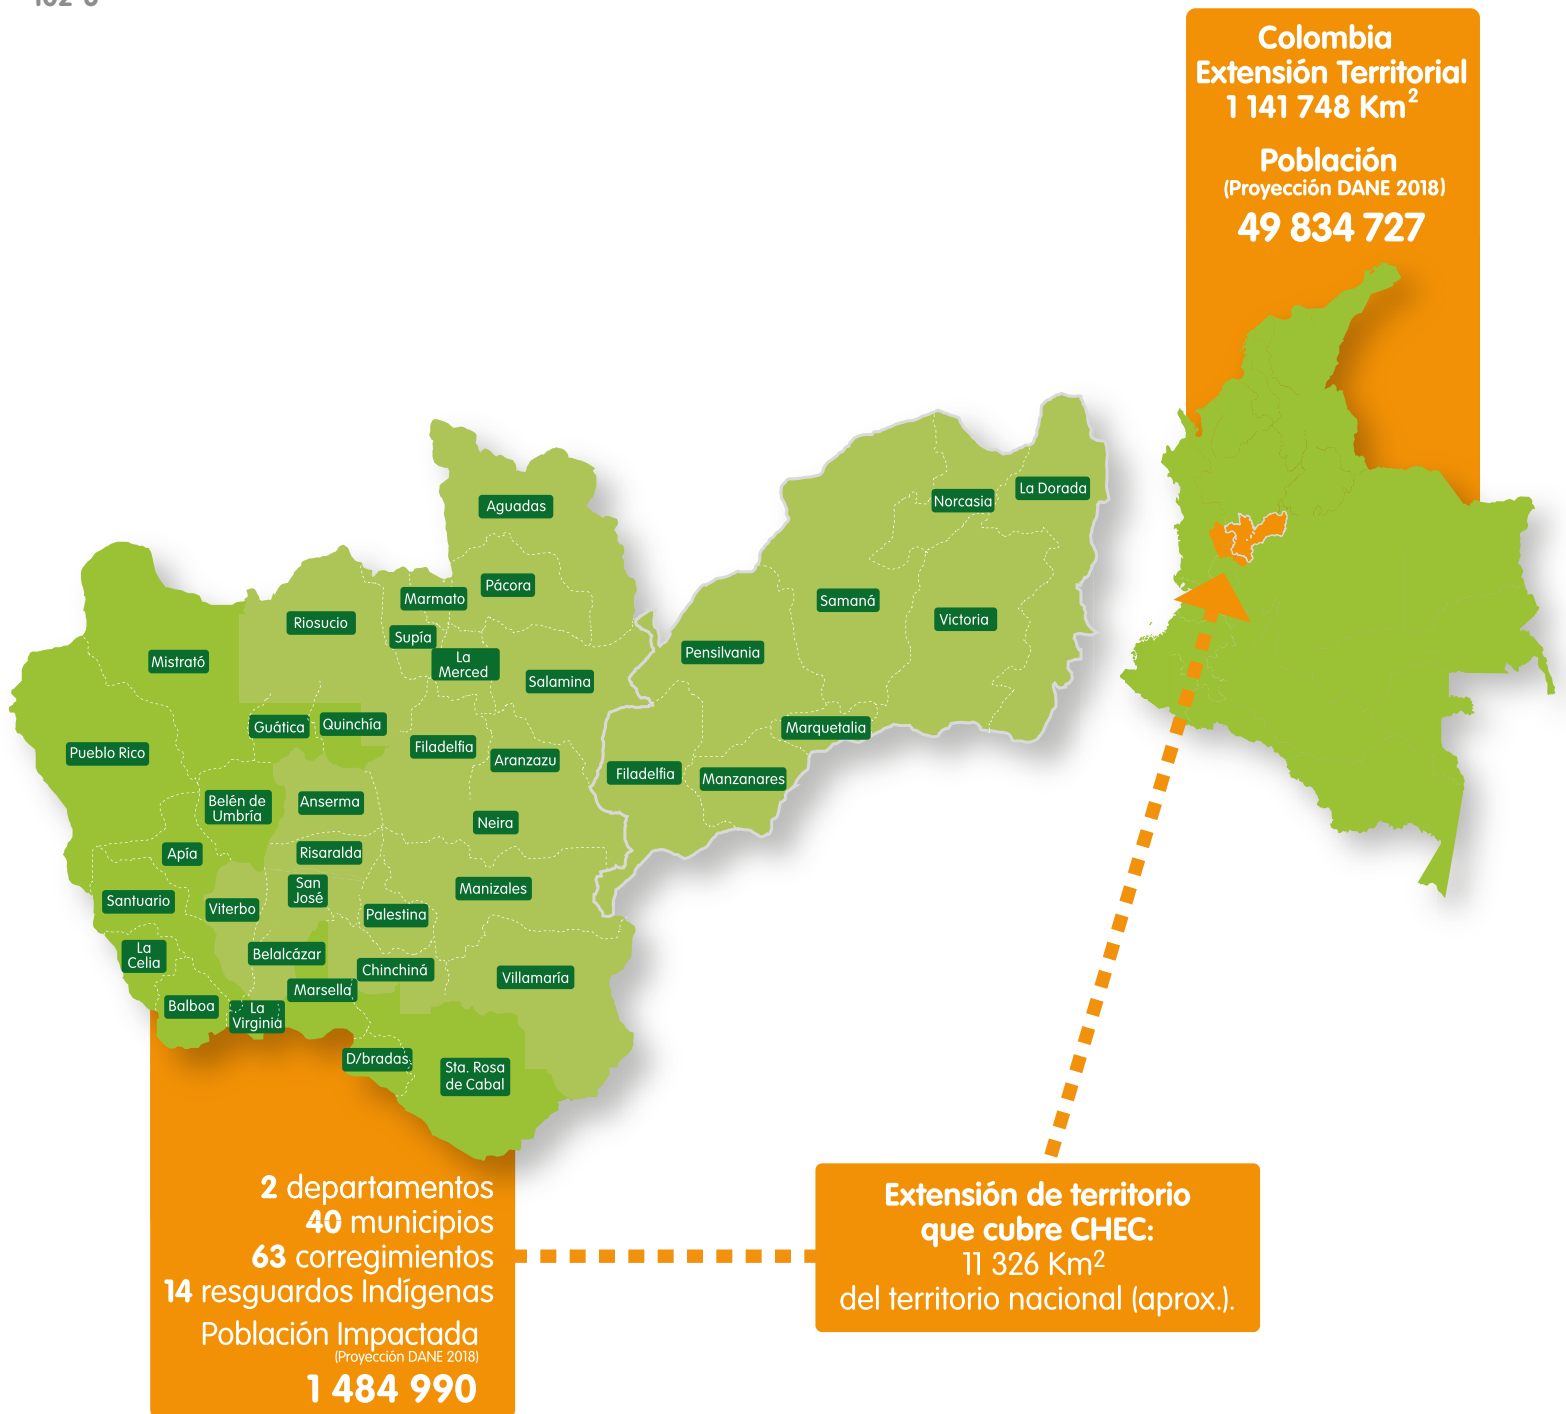 Colombia
Extensión Territorial
1 141 748 Km²
Población
(Proyección DANE 2018)
49 834 727
Aguadas
Norcasia
La Dorada
Pácora
Marmato
Riosucio
Supía
La
Merced
Samaná
Victoria
Pensilvania
Mistrató
Salamina
Guática
Quinchía
Filadelfia
Aranzazu
Marquetalia
Pueblo Rico
Filadelfia
Manzanares
Belén de
Umbría
Anserma
Neira
Apía
Risaralda
San
José
Manizales
Santuario
Viterbo
Palestina
La
Celia
Belalcázar
Chinchiná
Villamaría
Marsella
Balboa
La
Virginia
D/bradas
Sta. Rosa
de Cabal
2 departamentos
40 municipios
63 corregimientos
14 resguardos Indígenas
Población Impactada
(Proyección DANE 2018)
1 484 990
Extensión de territorio
que cubre CHEC:
11 326 Km²
del territorio nacional (aprox.).